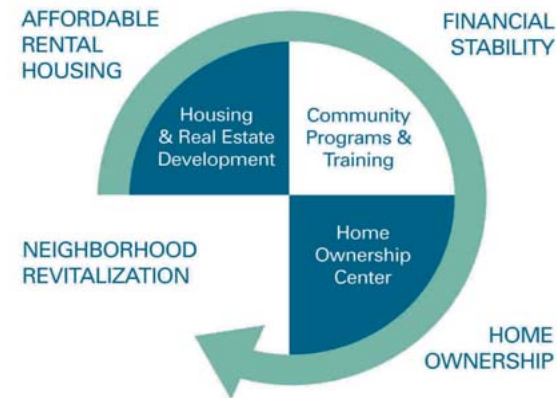 AFFORDABLE
RENTAL
HOUSING
FINANCIAL
STABILITY
Housing
& Real Estate
Development
Community
Programs &
Training
NEIGHBORHOOD
REVITALIZATION
Home
Ownership
Center
HOME
OWNERSHIP